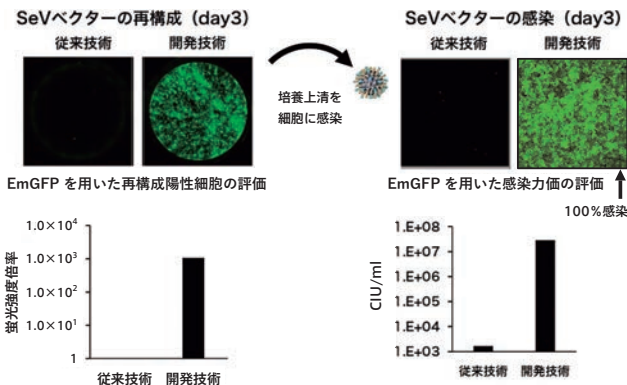 SeVベクターの再構成（day3）
従来技術 開発技術
培養上清を
細胞に感染
SeVベクターの感染（day3）
従来技術 開発技術
EmGFP を用いた再構成陽性細胞の評価
EmGFP を用いた感染力価の評価
100%感染
蛍光強度倍率
1.0×10⁴
1.0×10³
1.0×10²
1.0×10¹
1
従来技術 開発技術
CIU/ml
1.E+08
1.E+07
1.E+06
1.E+05
1.E+04
1.E+03
従来技術 開発技術